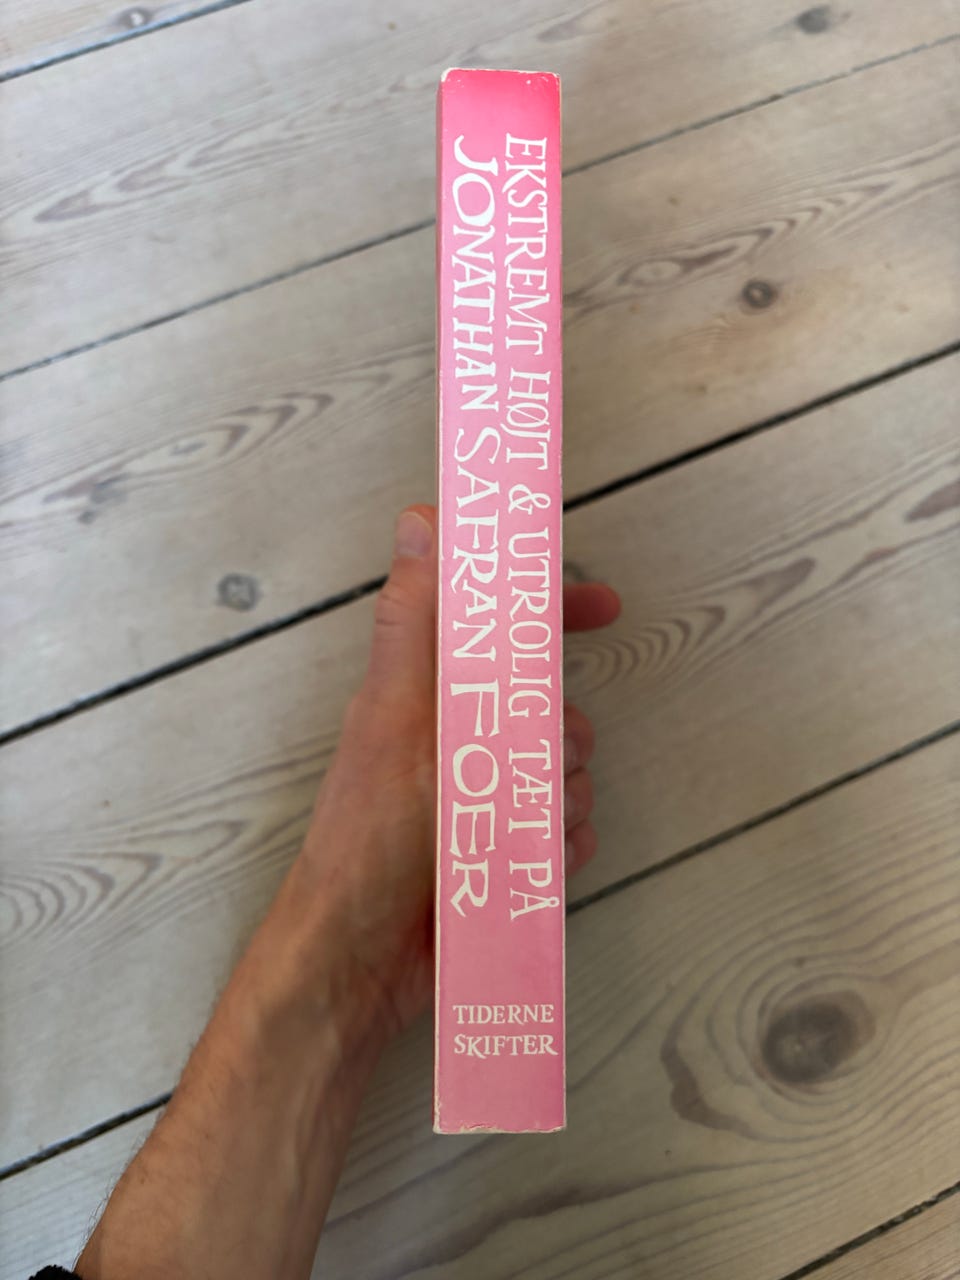 EKSTREMT HØJT & UTROLIG TÆT PÅ
JONATHAN SAFRAN FOER
TIDERNE
SKIFTER